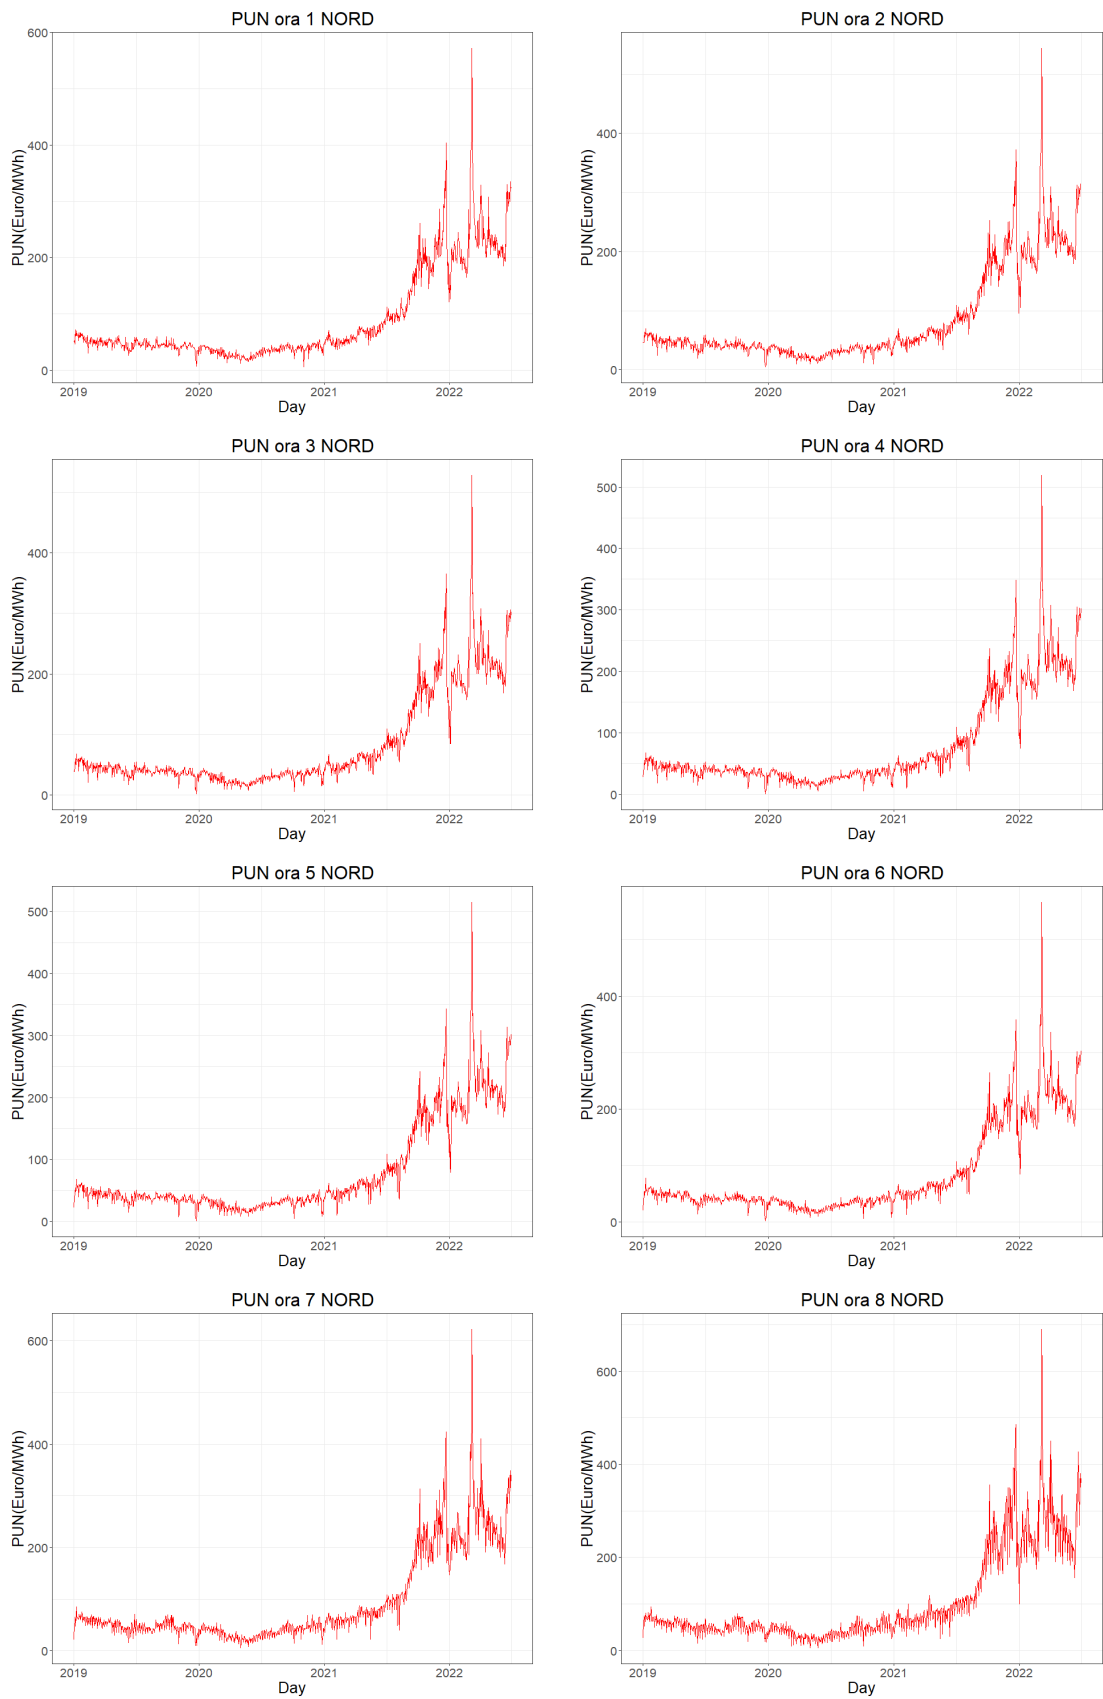 PUN ora 1 NORD
PUN(Euro/MWh)
600
400
200
0
2019 2020 2021 2022
Day
PUN ora 2 NORD
PUN(Euro/MWh)
400
200
0
2019 2020 2021 2022
Day
PUN ora 3 NORD
PUN(Euro/MWh)
400
200
0
2019 2020 2021 2022
Day
PUN ora 4 NORD
PUN(Euro/MWh)
500
400
300
200
100
0
2019 2020 2021 2022
Day
PUN ora 5 NORD
PUN(Euro/MWh)
500
400
300
200
100
0
2019 2020 2021 2022
Day
PUN ora 6 NORD
PUN(Euro/MWh)
400
200
0
2019 2020 2021 2022
Day
PUN ora 7 NORD
PUN(Euro/MWh)
600
400
200
0
2019 2020 2021 2022
Day
PUN ora 8 NORD
PUN(Euro/MWh)
600
400
200
0
2019 2020 2021 2022
Day